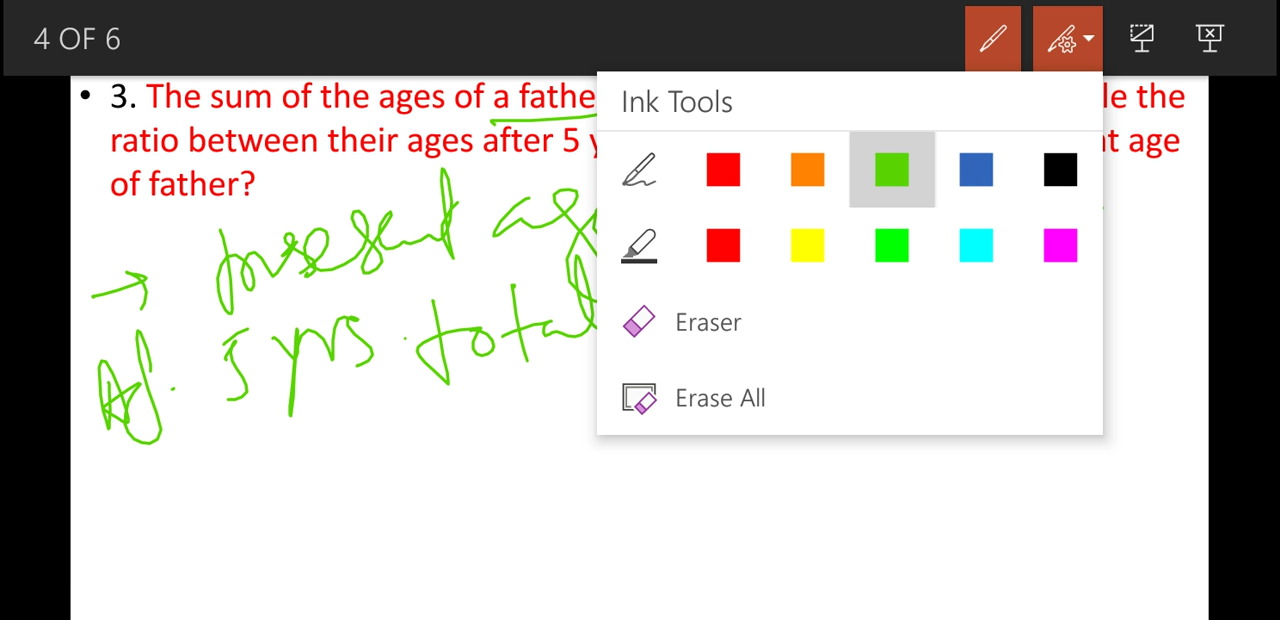 4 OF 6
• 3. The sum of the ages of a fathe le the
ratio between their ages after 5 y t age
of father?
Ink Tools
Eraser
Erase All
→ present age
Af. 5 yrs. total